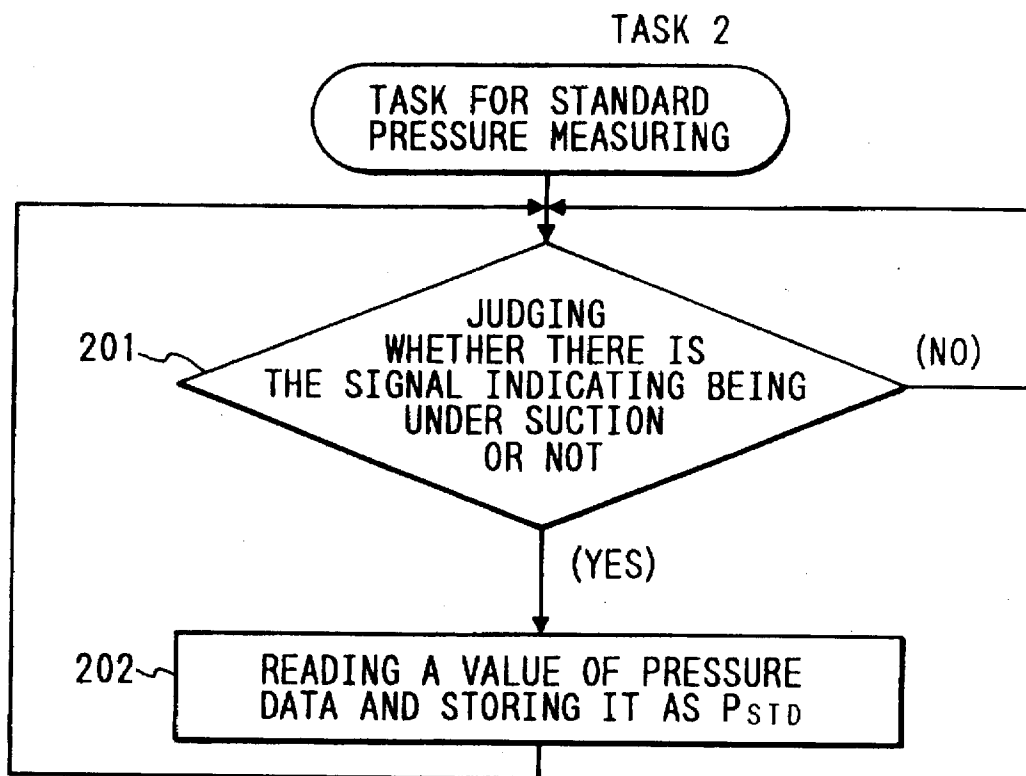 TASK 2
TASK FOR STANDARD
PRESSURE MEASURING
JUDGING
WHETHER THERE IS
THE SIGNAL INDICATING BEING
UNDER SUCTION
OR NOT
201
(NO)
(YES)
202
READING A VALUE OF PRESSURE
DATA AND STORING IT AS PSTD